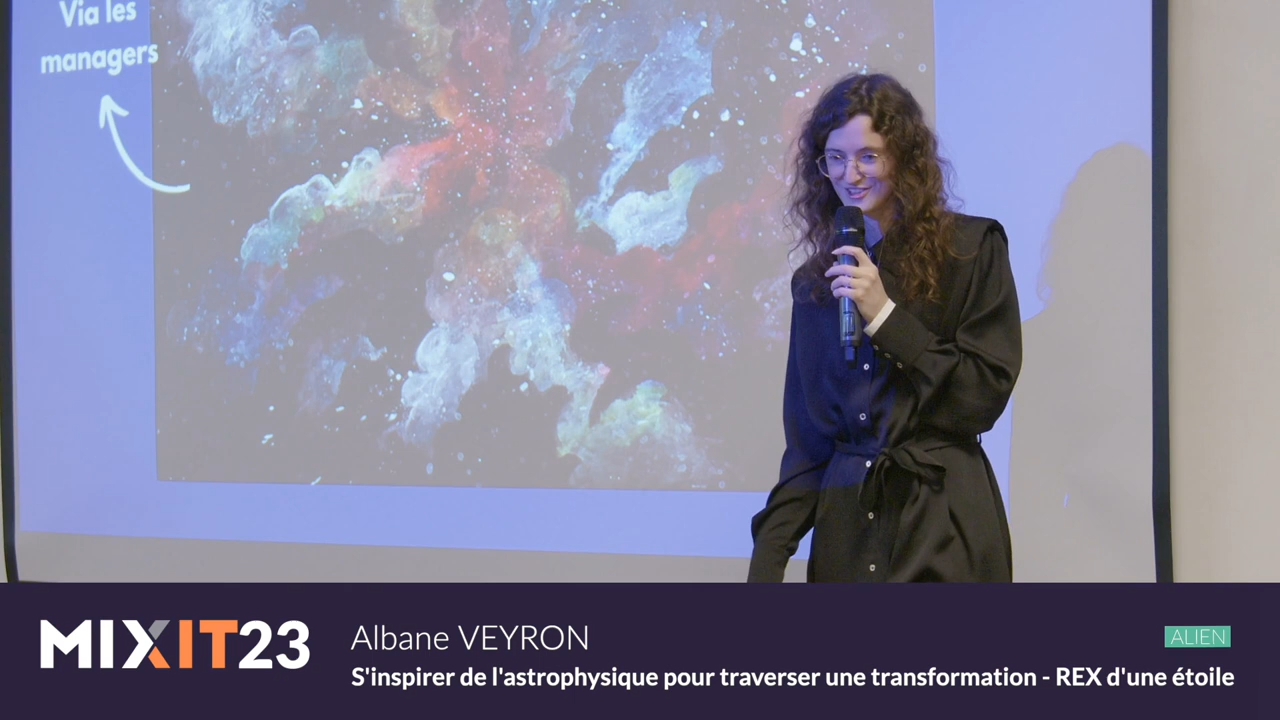 Via les
managers
MIXIT23
Albane VEYRON
ALIEN
S'inspirer de l'astrophysique pour traverser une transformation - REX d'une étoile